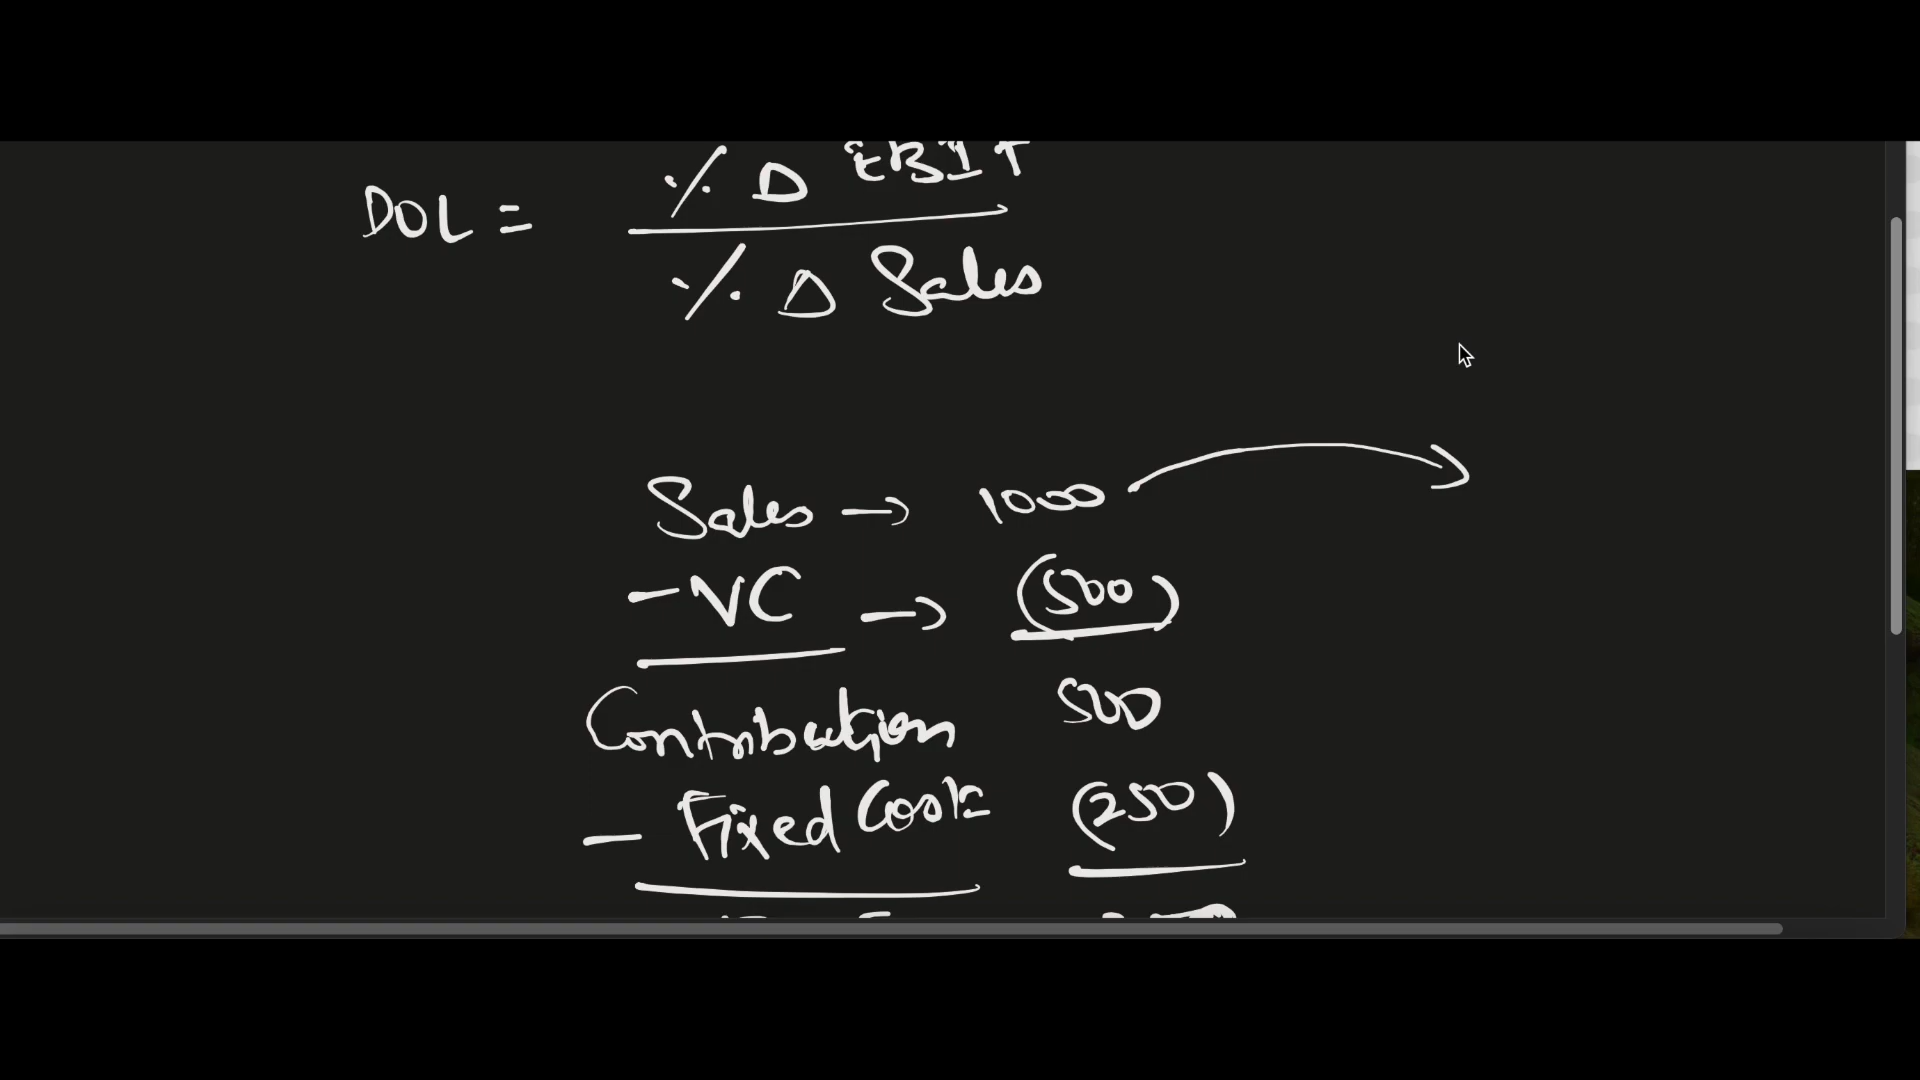 % Δ EBIT
DOL =
% Δ Sales
Sales → 1000
- VC → (500)
Contribution 500
- Fixed Cost (250)